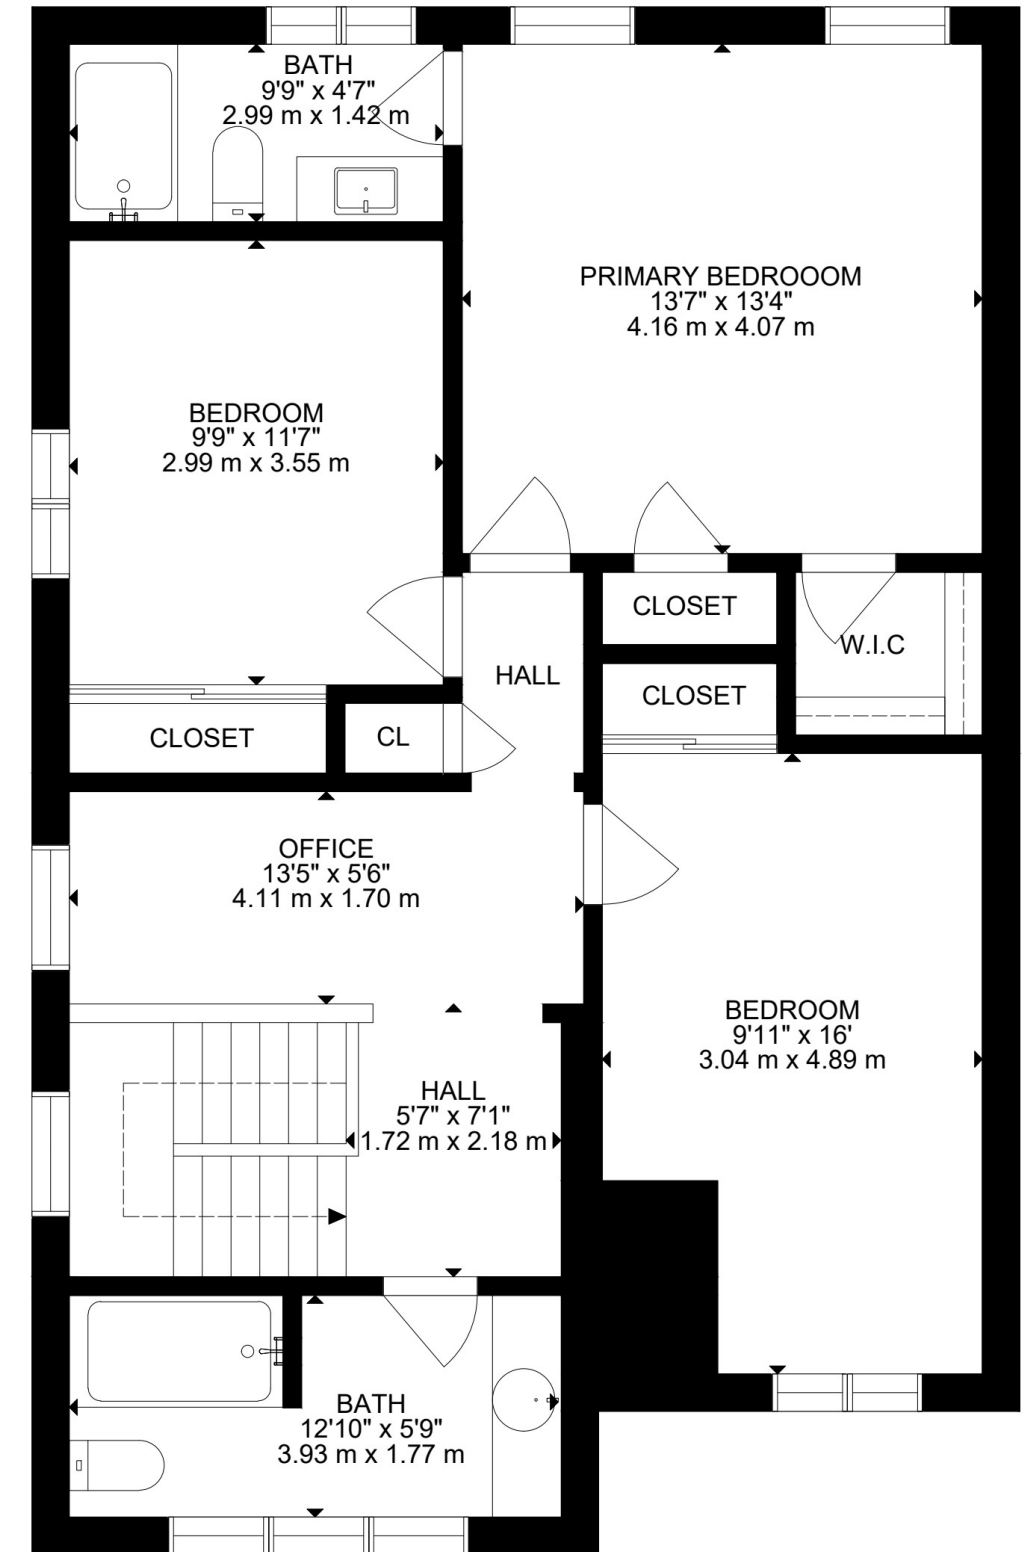 BATH
9'9" x 4'7"
2.99 m x 1.42 m
PRIMARY BEDROOOM
13'7" x 13'4"
4.16 m x 4.07 m
BEDROOM
9'9" x 11'7"
2.99 m x 3.55 m
CLOSET
W.I.C
HALL
CLOSET
CLOSET
CL
OFFICE
13'5" x 5'6"
4.11 m x 1.70 m
BEDROOM
9'11" x 16'
3.04 m x 4.89 m
HALL
5'7" x 7'1"
1.72 m x 2.18 m
BATH
12'10" x 5'9"
3.93 m x 1.77 m